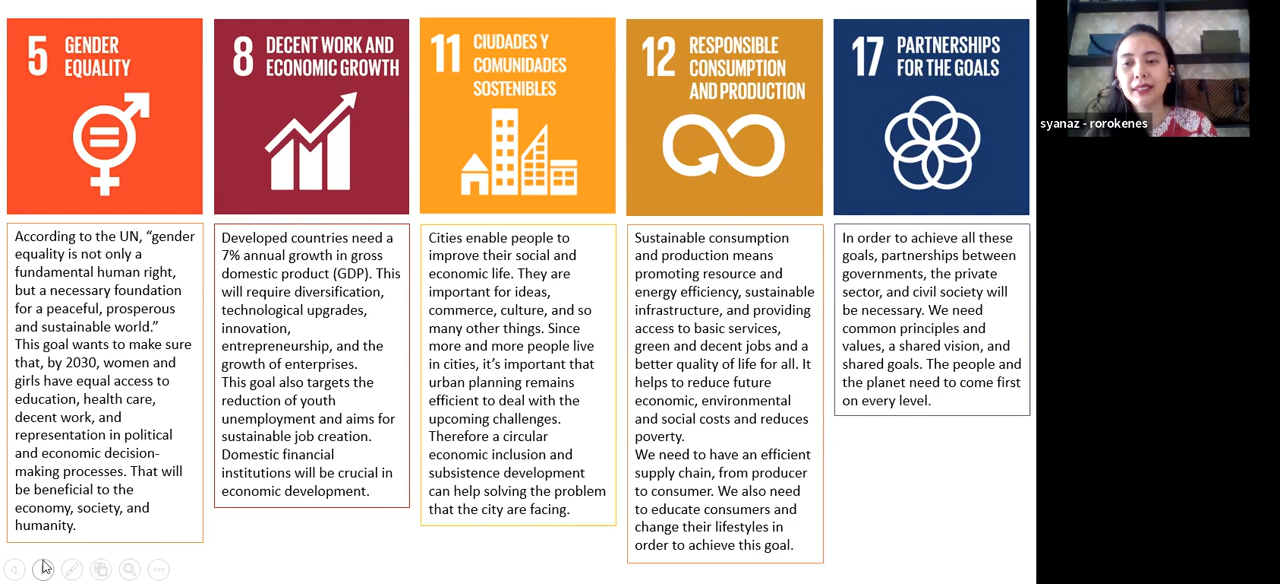 5 GENDER
EQUALITY
According to the UN, “gender
equality is not only a
fundamental human right,
but a necessary foundation
for a peaceful, prosperous
and sustainable world.”
This goal wants to make sure
that, by 2030, women and
girls have equal access to
education, health care,
decent work, and
representation in political
and economic decision-
making processes. That will
be beneficial to the
economy, society, and
humanity.
8 DECENT WORK AND
ECONOMIC GROWTH
Developed countries need a
7% annual growth in gross
domestic product (GDP). This
will require diversification,
technological upgrades,
innovation,
entrepreneurship, and the
growth of enterprises.
This goal also targets the
reduction of youth
unemployment and aims for
sustainable job creation.
Domestic financial
institutions will be crucial in
economic development.
11 CIUDADES Y
COMUNIDADES
SOSTENIBLES
Cities enable people to
improve their social and
economic life. They are
important for ideas,
commerce, culture, and so
many other things. Since
more and more people live
in cities, it’s important that
urban planning remains
efficient to deal with the
upcoming challenges.
Therefore a circular
economic inclusion and
subsistence development
can help solving the problem
that the city are facing.
12 RESPONSIBLE
CONSUMPTION
AND PRODUCTION
Sustainable consumption
and production means
promoting resource and
energy efficiency, sustainable
infrastructure, and providing
access to basic services,
green and decent jobs and a
better quality of life for all. It
helps to reduce future
economic, environmental
and social costs and reduces
poverty.
We need to have an efficient
supply chain, from producer
to consumer. We also need
to educate consumers and
change their lifestyles in
order to achieve this goal.
17 PARTNERSHIPS
FOR THE GOALS
In order to achieve all these
goals, partnerships between
governments, the private
sector, and civil society will
be necessary. We need
common principles and
values, a shared vision, and
shared goals. The people and
the planet need to come first
on every level.
syanaz - rorokenes